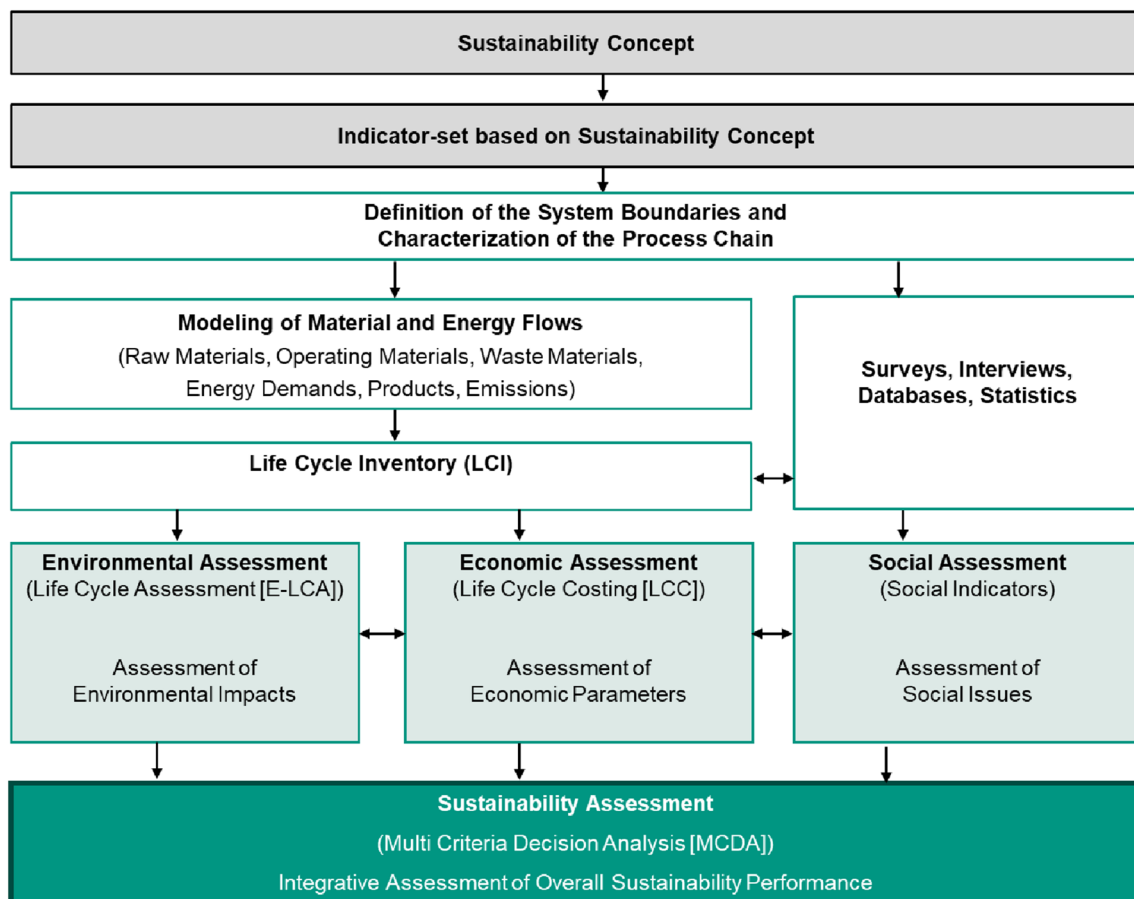 Sustainability Concept
Indicator-set based on Sustainability Concept
Definition of the System Boundaries and
Characterization of the Process Chain
Modeling of Material and Energy Flows
(Raw Materials, Operating Materials, Waste Materials,
Energy Demands, Products, Emissions)
Surveys, Interviews,
Databases, Statistics
Life Cycle Inventory (LCI)
Environmental Assessment
(Life Cycle Assessment [E-LCA])
Assessment of
Environmental Impacts
Economic Assessment
(Life Cycle Costing [LCC])
Assessment of
Economic Parameters
Social Assessment
(Social Indicators)
Assessment of
Social Issues
Sustainability Assessment
(Multi Criteria Decision Analysis [MCDA])
Integrative Assessment of Overall Sustainability Performance